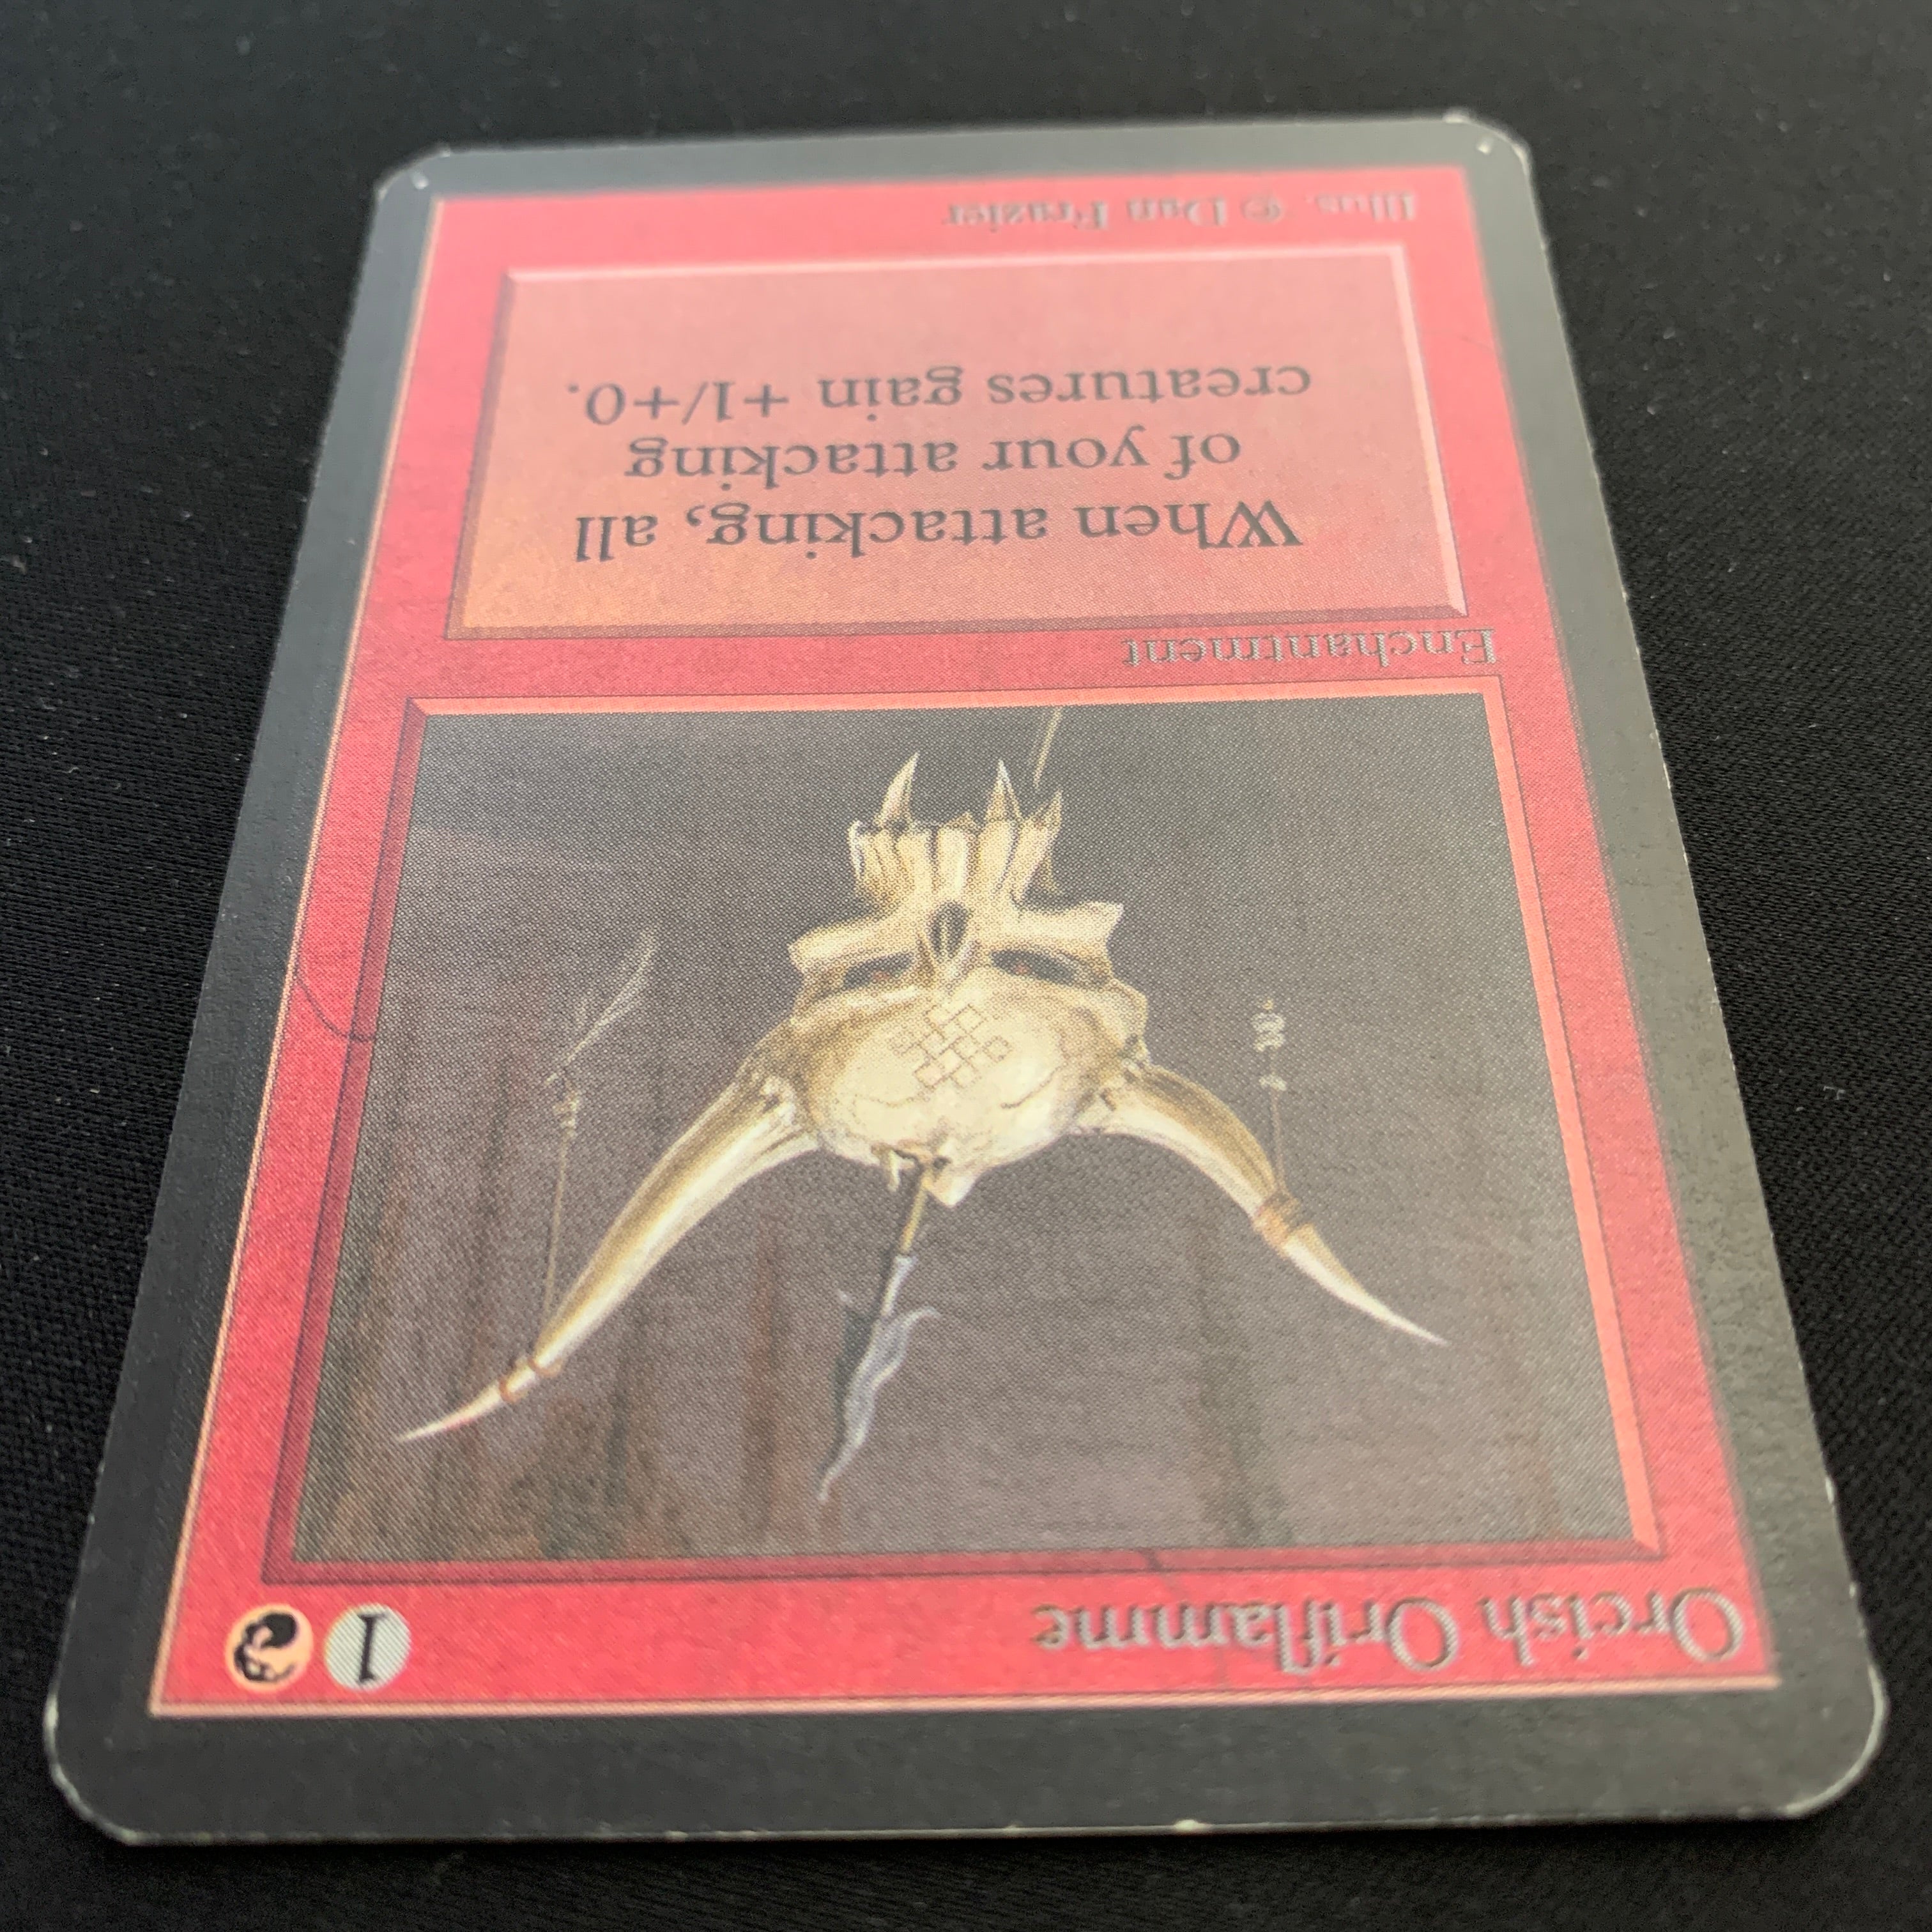 Orcish Oriflamme 1
Enchantment
When attacking, all
of your attacking
creatures gain +1/+0.
Illus. © Dan Frazier